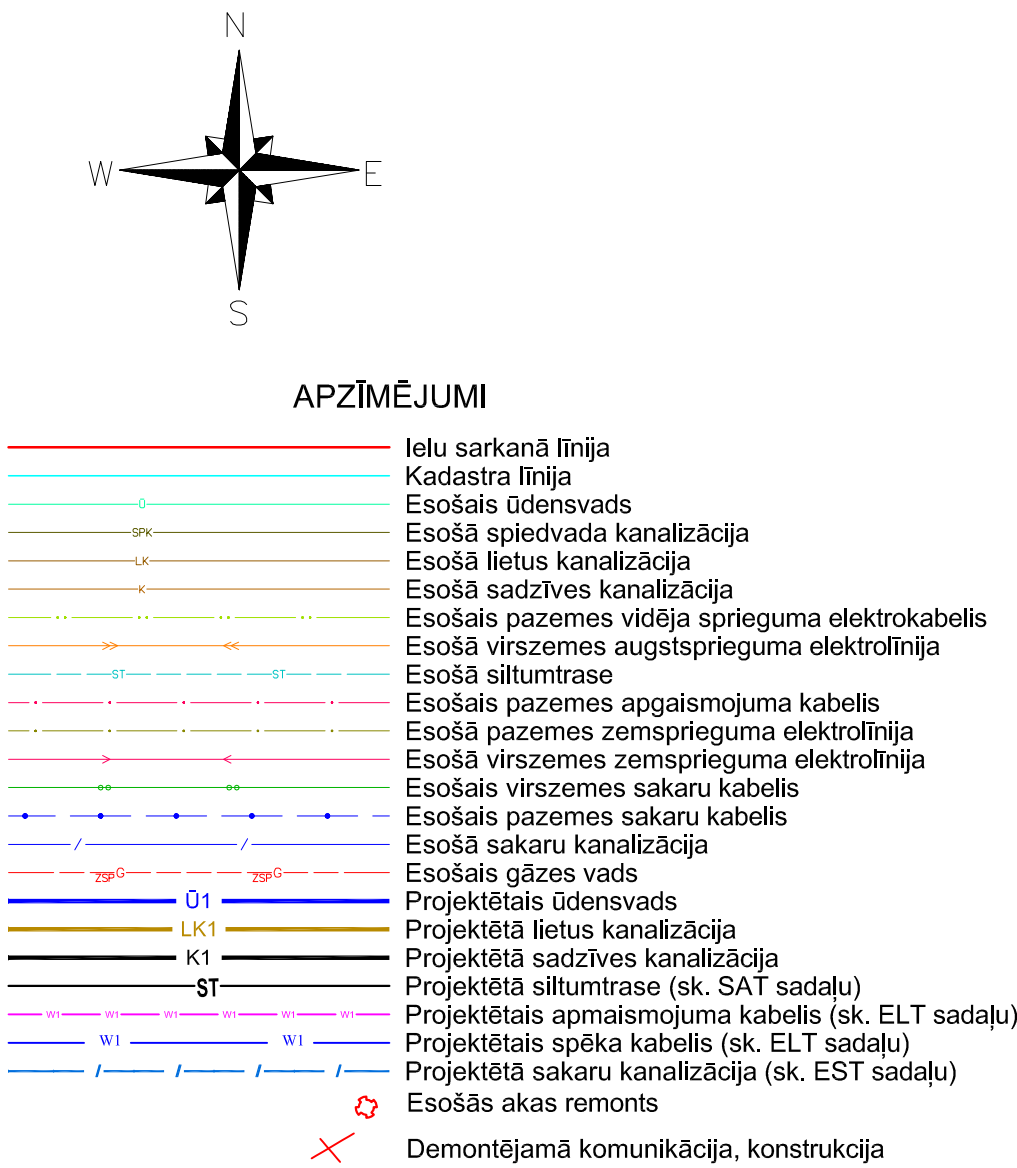 N
W E
S
APZĪMĒJUMI
Ielu sarkanā līnija
Kadastra līnija
Ū Esošais ūdensvads
SPK Esošā spiedvada kanalizācija
LK Esošā lietus kanalizācija
K Esošā sadzīves kanalizācija
Esošais pazemes vidēja sprieguma elektrokabelis
Esošā virszemes augstsprieguma elektrolīnija
ST ST Esošā siltumtrase
Esošais pazemes apgaismojuma kabelis
Esošā pazemes zemsprieguma elektrolīnija
Esošā virszemes zemsprieguma elektrolīnija
Esošais virszemes sakaru kabelis
Esošais pazemes sakaru kabelis
Esošā sakaru kanalizācija
ZSP G ZSP G Esošais gāzes vads
Ū1 Projektētais ūdensvads
LK1 Projektētā lietus kanalizācija
K1 Projektētā sadzīves kanalizācija
ST Projektētā siltumtrase (sk. SAT sadaļu)
W1 W1 W1 W1 W1 W1 Projektētais apmaismojuma kabelis (sk. ELT sadaļu)
W1 W1 Projektētais spēka kabelis (sk. ELT sadaļu)
Projektētā sakaru kanalizācija (sk. EST sadaļu)
Esošās akas remonts
Demontējamā komunikācija, konstrukcija